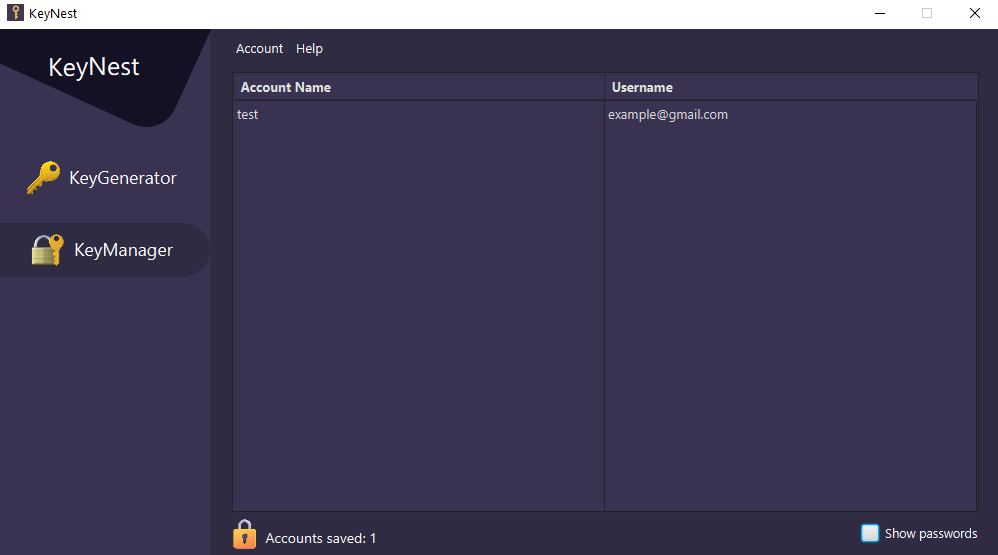 KeyNest
KeyNest
Account Help
Account Name Username
test example@gmail.com
KeyGenerator
KeyManager
Accounts saved: 1
Show passwords